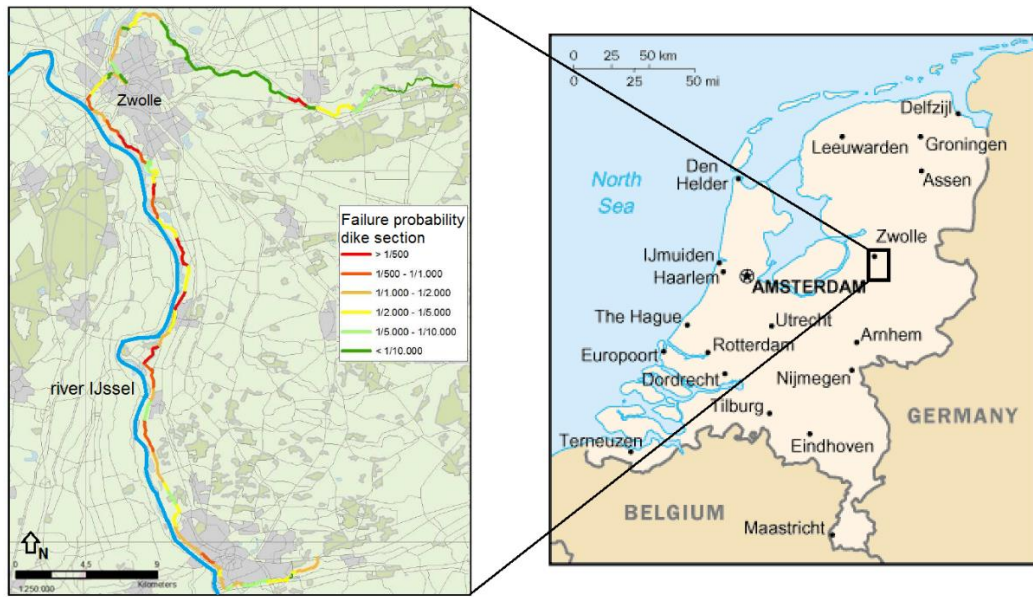 Zwolle
Failure probability
dike section
> 1/500
1/500 - 1/1.000
1/1.000 - 1/2.000
1/2.000 - 1/5.000
1/5.000 - 1/10.000
< 1/10.000
river IJssel
N
0 4.5 9
Kilometers
1:250.000
0 25 50 km
0 25 50 mi
Delfzijl
Leeuwarden
Groningen
Assen
Den
Helder
North
Sea
Zwolle
IJmuiden
Haarlem
AMSTERDAM
The Hague
Utrecht
Arnhem
Europoort
Rotterdam
Dordrecht
Nijmegen
Tilburg
GERMANY
Terneuzen
Eindhoven
BELGIUM
Maastricht